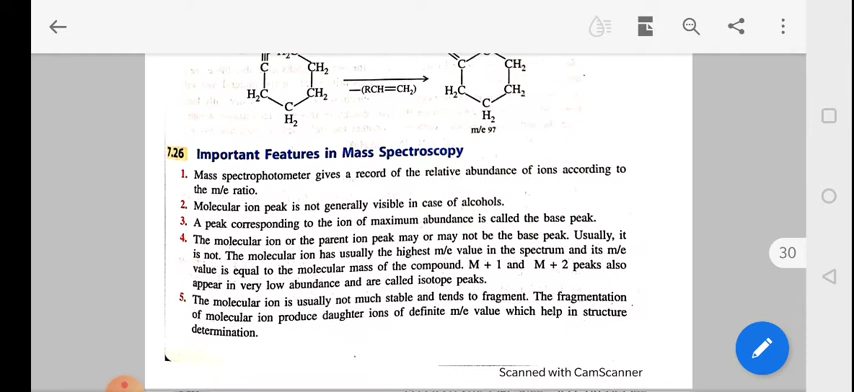 C CH₂ C CH₂
H₂C CH₂ —(RCH=CH₂) H₂C CH₂
C C
H₂ H₂
m/e 97
7.26 Important Features in Mass Spectroscopy
1. Mass spectrophotometer gives a record of the relative abundance of ions according to
the m/e ratio.
2. Molecular ion peak is not generally visible in case of alcohols.
3. A peak corresponding to the ion of maximum abundance is called the base peak.
4. The molecular ion or the parent ion peak may or may not be the base peak. Usually, it
is not. The molecular ion has usually the highest m/e value in the spectrum and its m/e
value is equal to the molecular mass of the compound. M + 1 and M + 2 peaks also
appear in very low abundance and are called isotope peaks.
5. The molecular ion is usually not much stable and tends to fragment. The fragmentation
of molecular ion produce daughter ions of definite m/e value which help in structure
determination.
30
Scanned with CamScanner